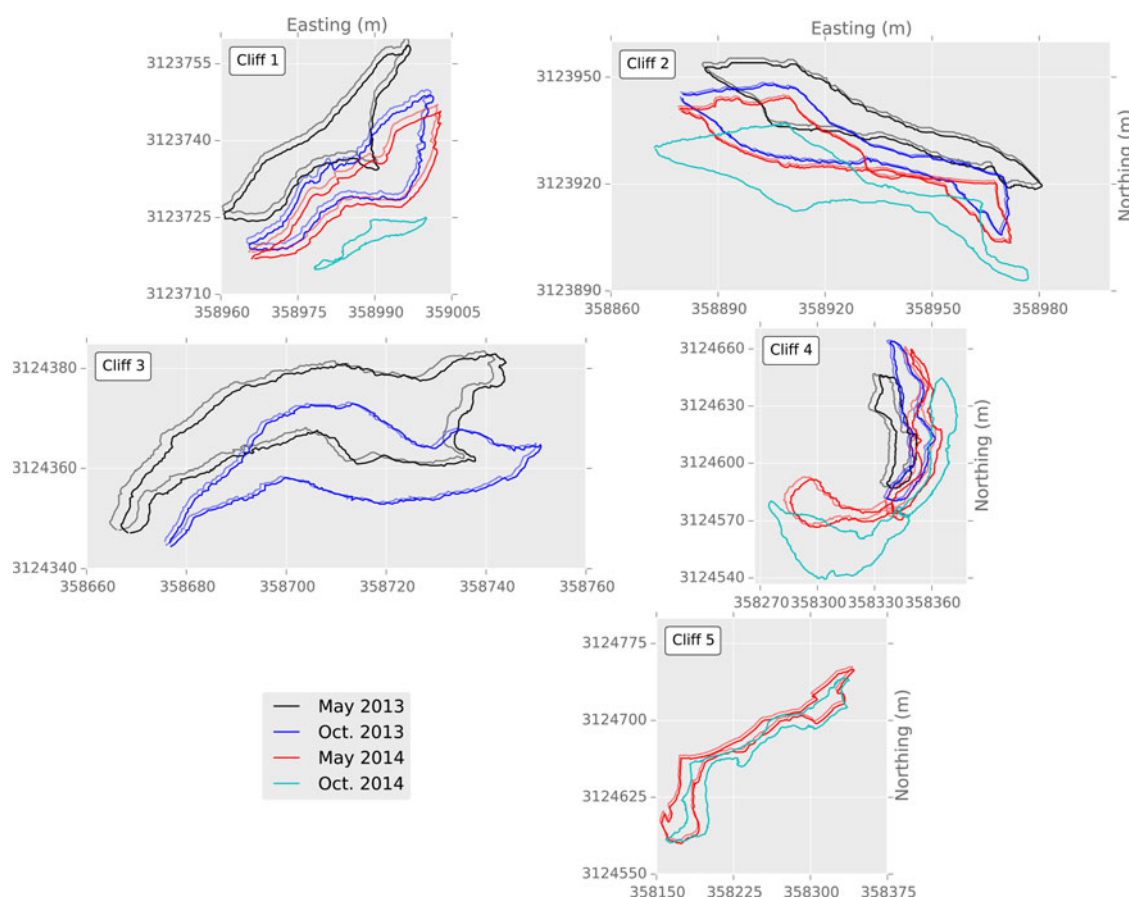 Easting (m)
Easting (m)
Cliff 1
3123755
3123740
3123725
3123710
358960 358975 358990 359005
Cliff 2
3123950
3123920
3123890
358860 358890 358920 358950 358980
Northing (m)
Cliff 3
3124380
3124360
3124340
358660 358680 358700 358720 358740 358760
Cliff 4
3124660
3124630
3124600
3124570
3124540
358270 358300 358330 358360
Northing (m)
Cliff 5
3124775
3124700
3124625
3124550
358150 358225 358300 358375
Northing (m)
May 2013
Oct. 2013
May 2014
Oct. 2014